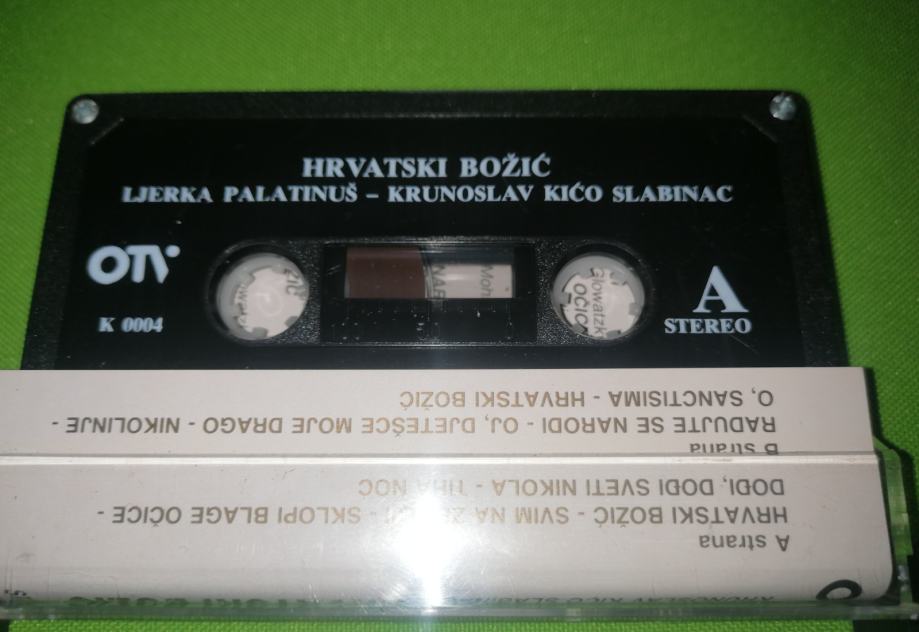 HRVATSKI BOŽIĆ
LJERKA PALATINUŠ – KRUNOSLAV KIĆO SLABINAC
OTV
K 0004
A
STEREO
A strana
HRVATSKI BOŽIĆ - SVIM NA - SKLOPI BLAGE OČICE -
DOĐI, DOĐI SVETI NIKOLA - TIHA NOĆ
B strana
RADUJTE SE NARODI - OJ, DJETEŠCE MOJE DRAGO - NIKOLINJE -
O, SANCTISIMA - HRVATSKI BOŽIĆ